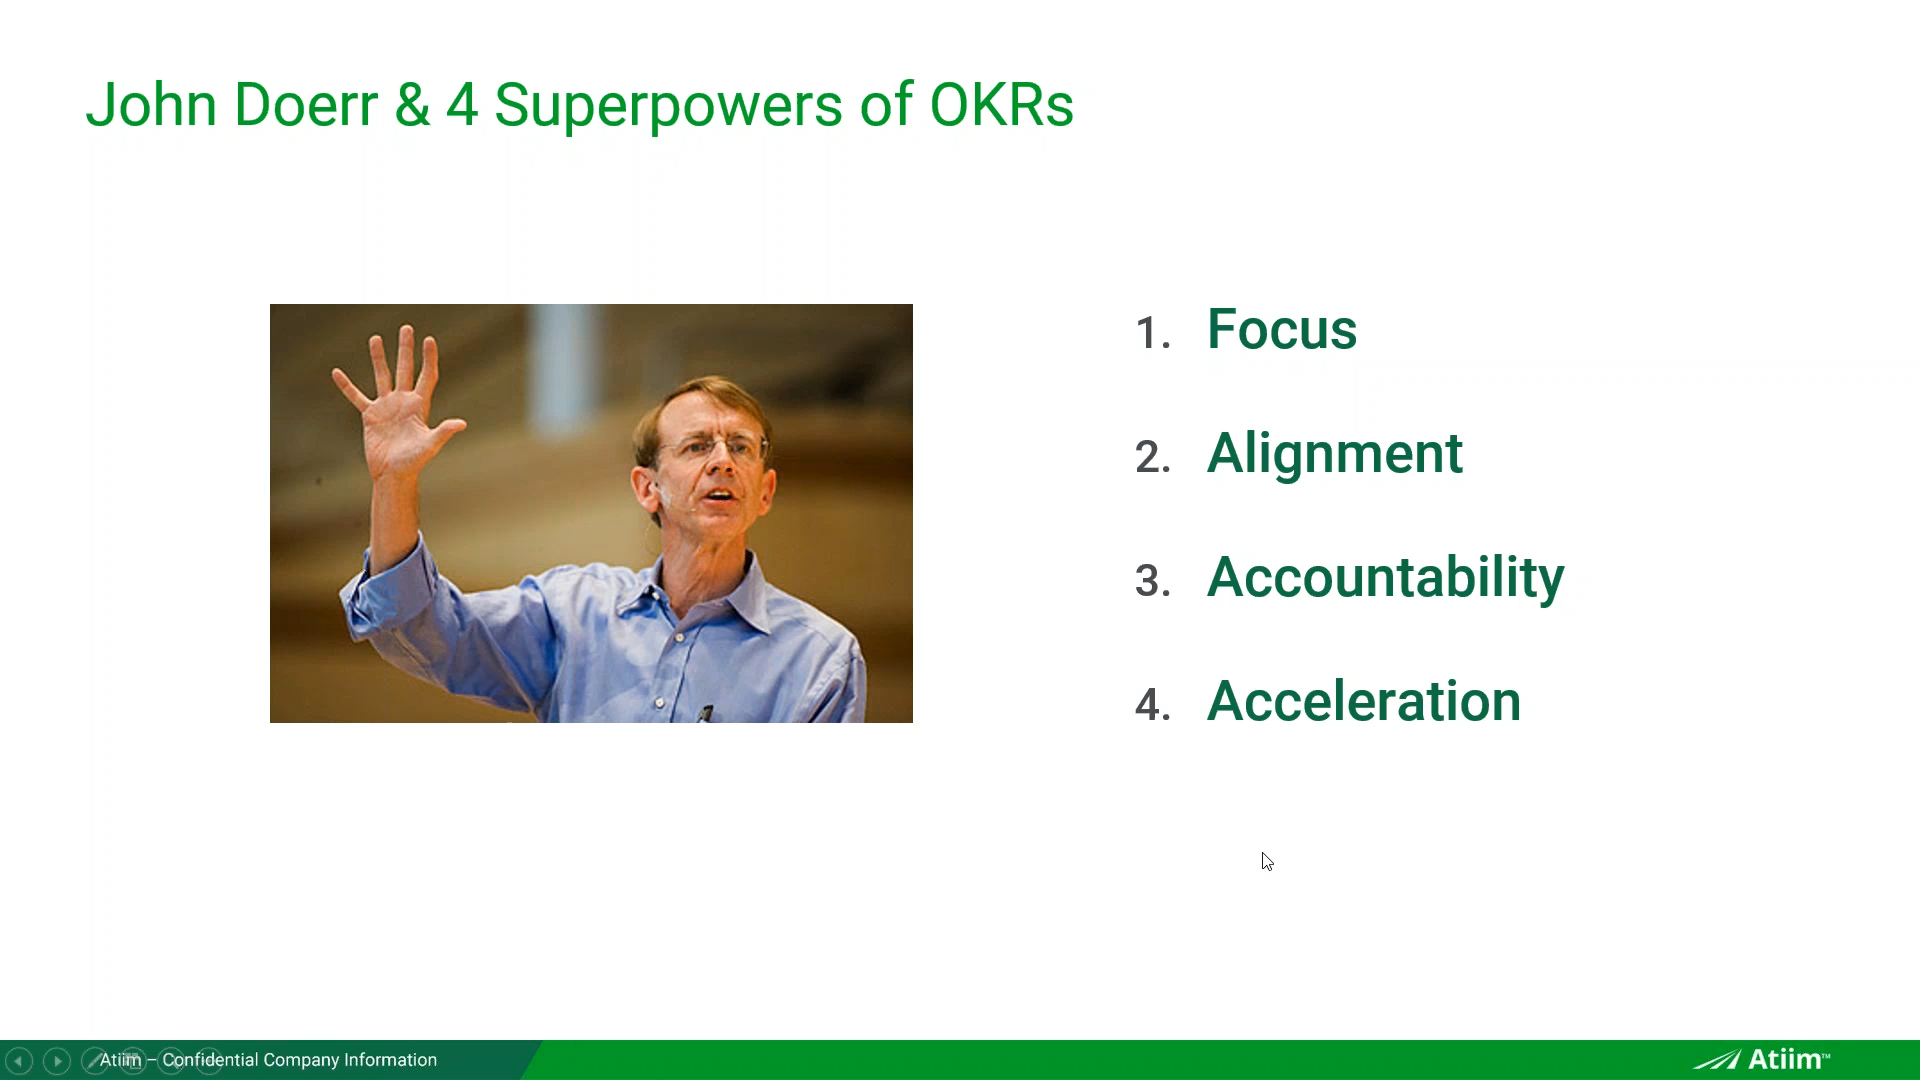 John Doerr & 4 Superpowers of OKRs
1. Focus
2. Alignment
3. Accountability
4. Acceleration
Atiim – Confidential Company Information
Atiim™